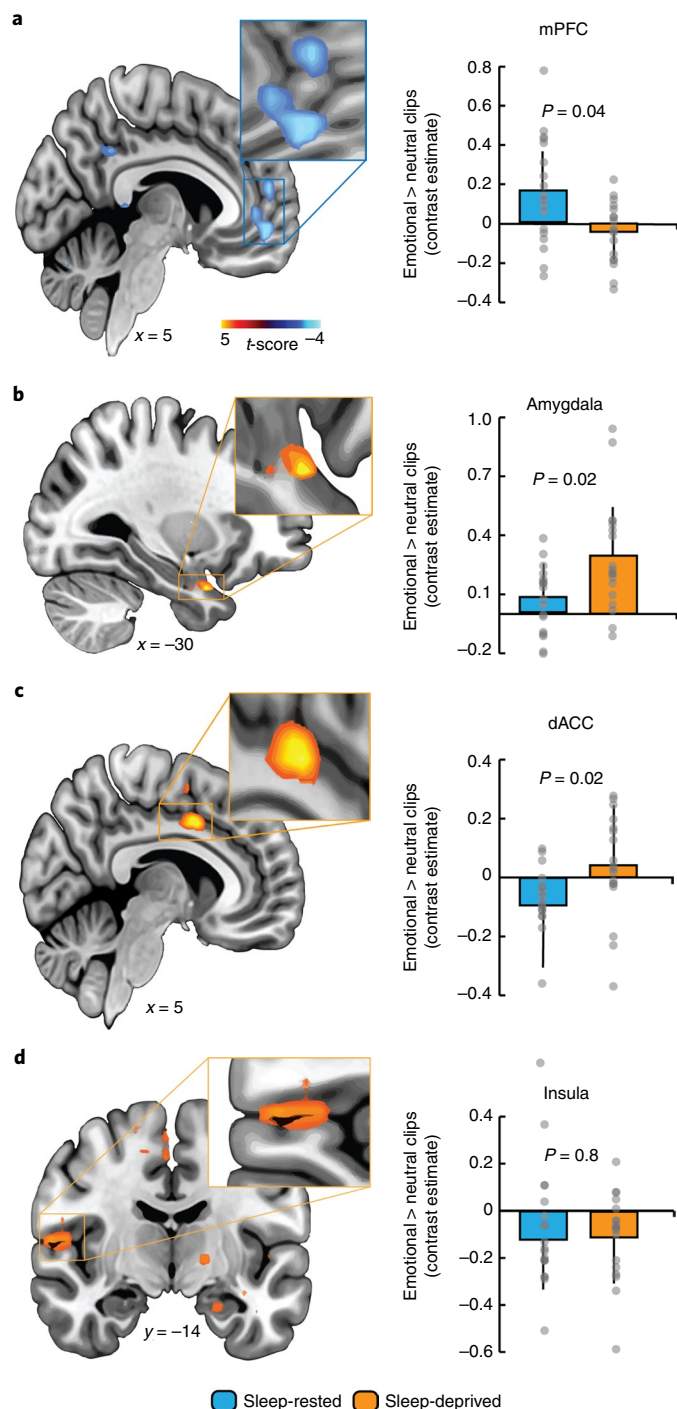 a
mPFC
Emotional > neutral clips
(contrast estimate)
0.8
0.6
0.4
0.2
0
–0.2
–0.4
P = 0.04
x = 5
5 t-score –4
b
Amygdala
Emotional > neutral clips
(contrast estimate)
1.0
0.7
0.4
0.1
–0.2
P = 0.02
x = –30
c
dACC
Emotional > neutral clips
(contrast estimate)
0.4
0.2
0
–0.2
–0.4
P = 0.02
x = 5
d
Insula
Emotional > neutral clips
(contrast estimate)
0.4
0.2
0
–0.2
–0.4
–0.6
P = 0.8
y = –14
Sleep-rested Sleep-deprived